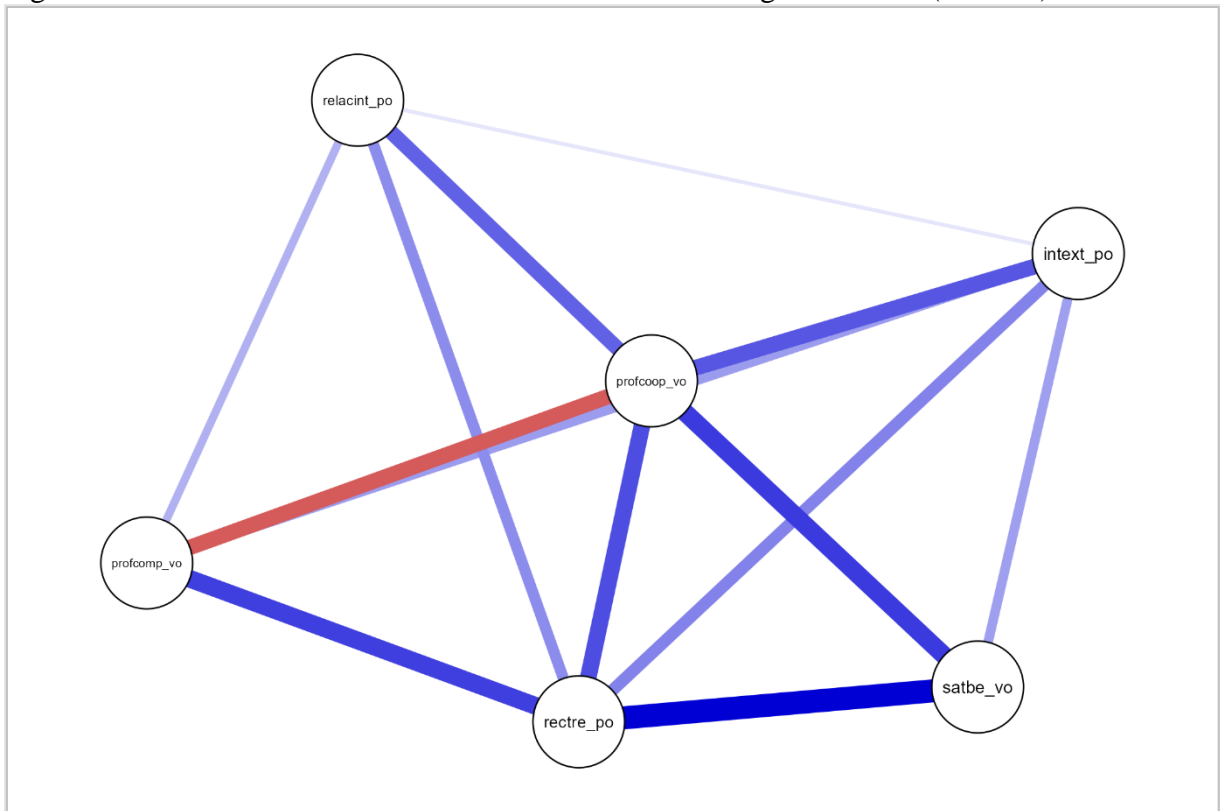 relacint_po
intext_po
profcoop_vo
profcomp_vo
satbe_vo
rectre_po